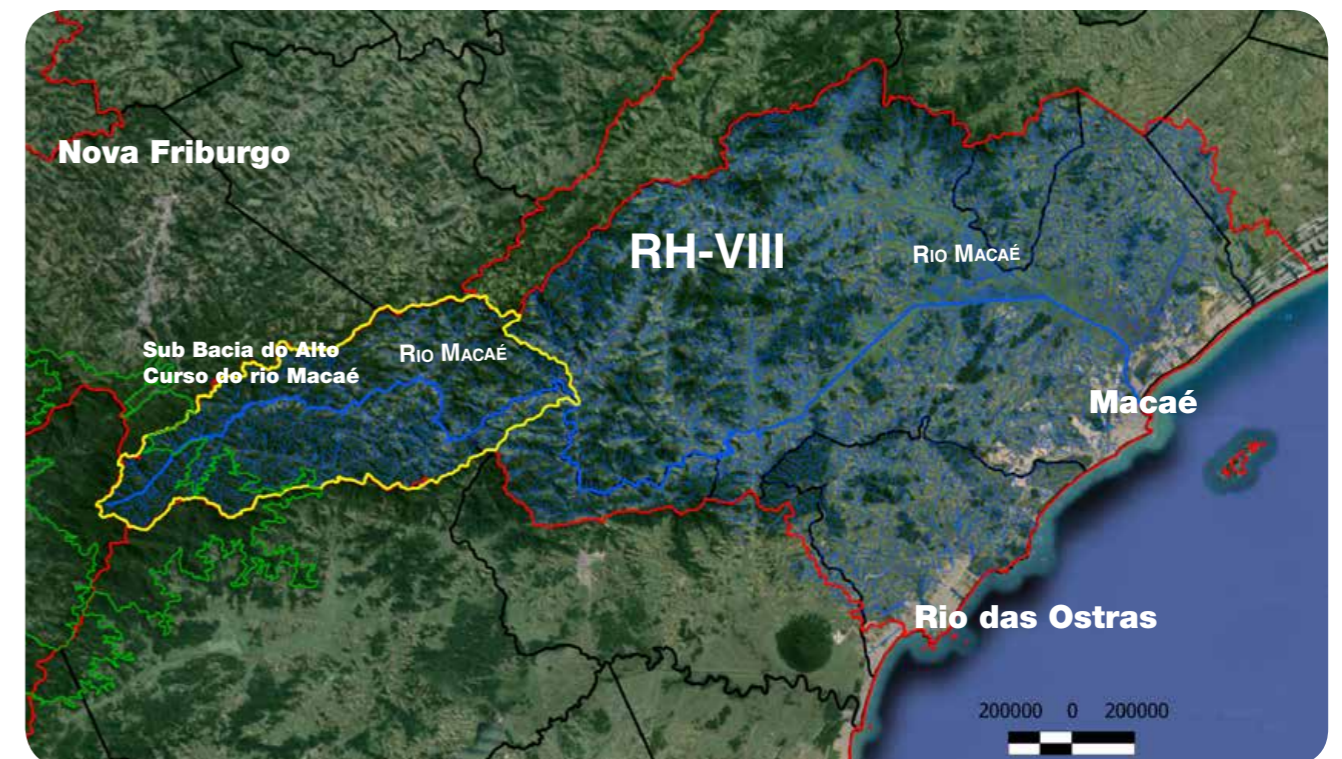 Nova Friburgo
RH-VIII
RIO MACAÉ
Sub Bacia do Alto
Curso do rio Macaé
RIO MACAÉ
Macaé
Rio das Ostras
200000 0 200000